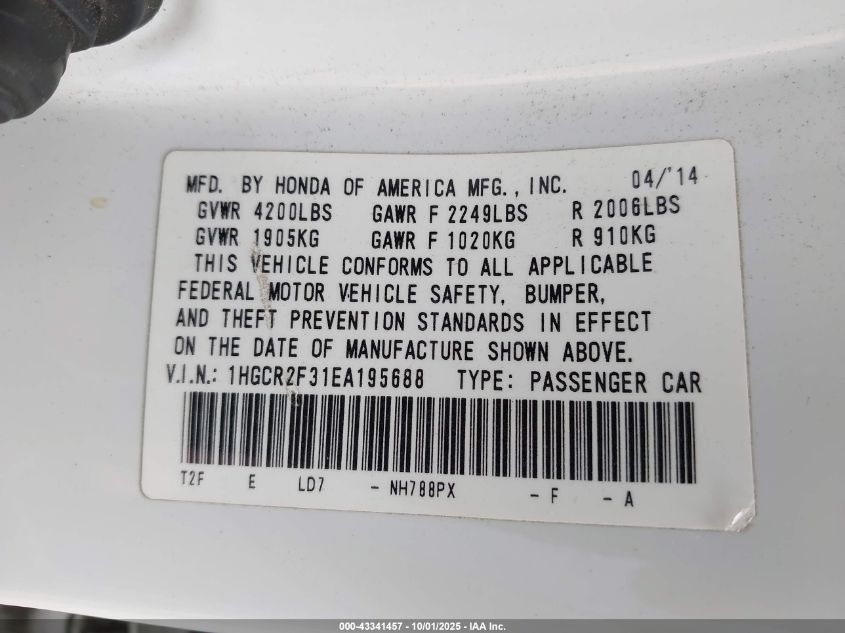 MFD. BY HONDA OF AMERICA MFG., INC. 04/'14
GVWR 4200LBS GAWR F 2249LBS R 2006LBS
GVWR 1905KG GAWR F 1020KG R 910KG
THIS VEHICLE CONFORMS TO ALL APPLICABLE
FEDERAL MOTOR VEHICLE SAFETY, BUMPER,
AND THEFT PREVENTION STANDARDS IN EFFECT
ON THE DATE OF MANUFACTURE SHOWN ABOVE.
V.I.N.: 1HGCR2F31EA195688 TYPE: PASSENGER CAR
T2F E LD7 - NH788PX - F - A
000-43341457 - 10/01/2025 - IAA Inc.